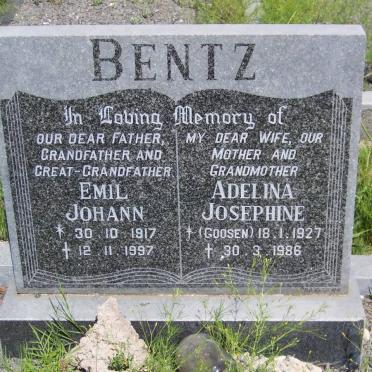 BENTZ
In Loving Memory of
OUR DEAR FATHER,
GRANDFATHER AND
GREAT-GRANDFATHER
EMIL
JOHANN
* 30.10.1917
† 12.11.1997
MY DEAR WIFE, OUR
MOTHER AND
GRANDMOTHER
ADELINA
JOSEPHINE
* (GOOSEN) 18.1.1927
† 30.3.1986